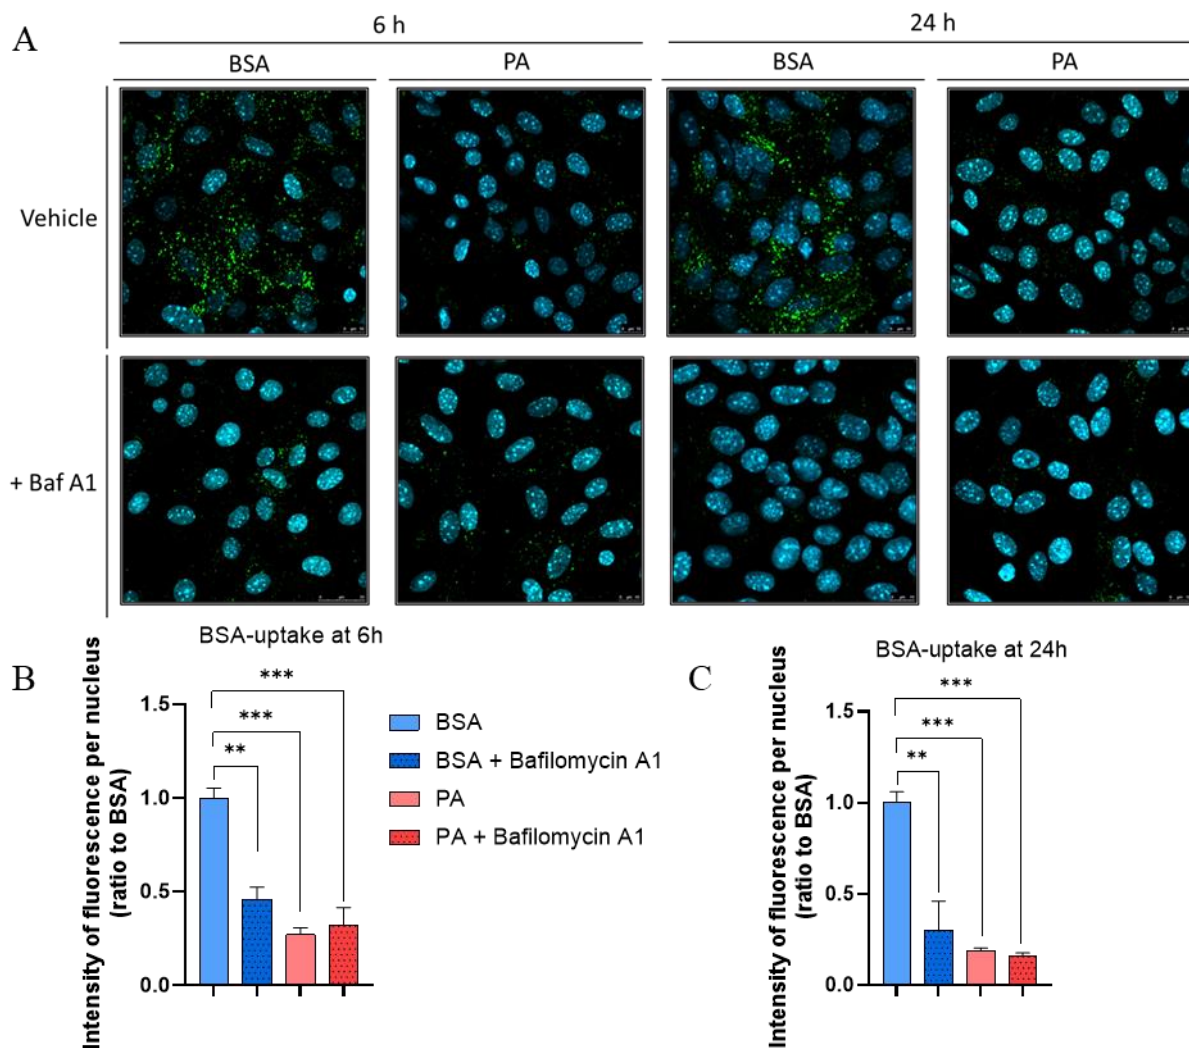 A
6 h
24 h
BSA
PA
BSA
PA
Vehicle
+ Baf A1
B
BSA-uptake at 6h
Intensity of fluorescence per nucleus
(ratio to BSA)
1.5
1.0
0.5
0.0
***
***
**
BSA
BSA + Bafilomycin A1
PA
PA + Bafilomycin A1
C
BSA-uptake at 24h
Intensity of fluorescence per nucleus
(ratio to BSA)
1.5
1.0
0.5
0.0
***
***
**